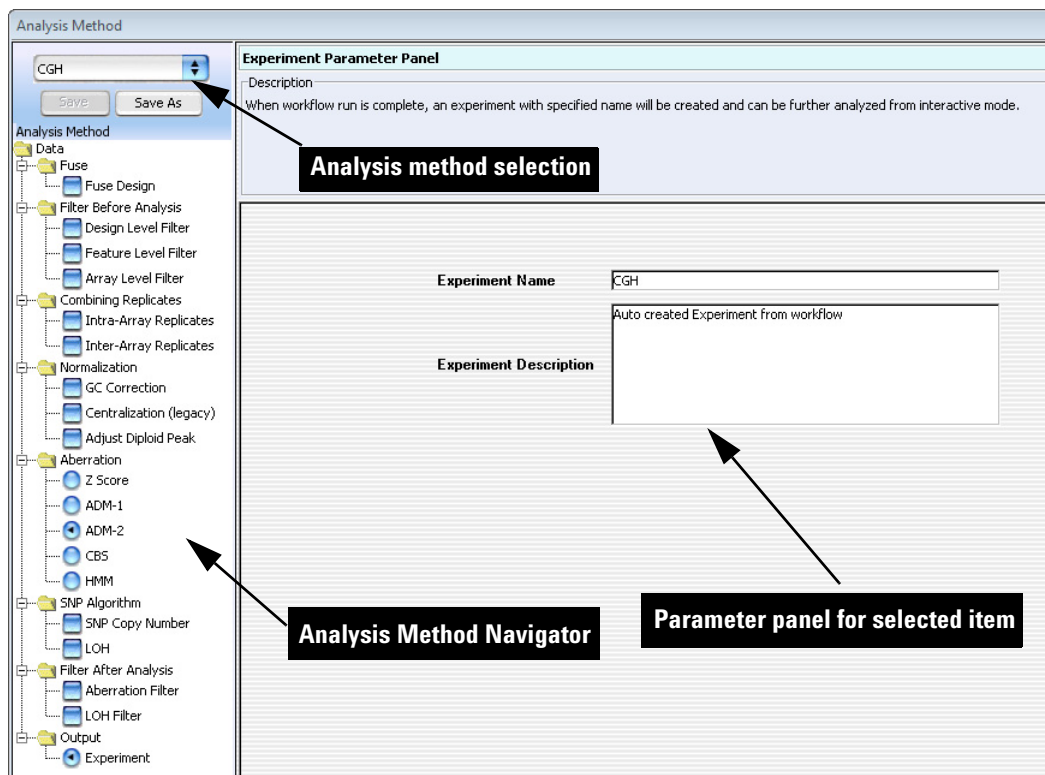 Analysis Method
CGH
Save
Save As
Analysis Method
Data
Fuse
Fuse Design
Filter Before Analysis
Design Level Filter
Feature Level Filter
Array Level Filter
Combining Replicates
Intra-Array Replicates
Inter-Array Replicates
Normalization
GC Correction
Centralization (legacy)
Adjust Diploid Peak
Aberration
Z Score
ADM-1
ADM-2
CBS
HMM
SNP Algorithm
SNP Copy Number
LOH
Filter After Analysis
Aberration Filter
LOH Filter
Output
Experiment
Experiment Parameter Panel
Description
When workflow run is complete, an experiment with specified name will be created and can be further analyzed from interactive mode.
Analysis method selection
Experiment Name
CGH
Experiment Description
Auto created Experiment from workflow
Analysis Method Navigator
Parameter panel for selected item